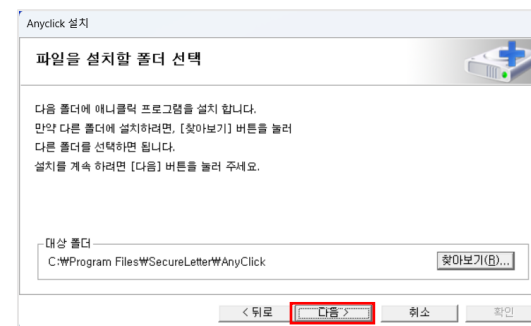 Anyclick 설치
파일을 설치할 폴더 선택
다음 폴더에 애니클릭 프로그램을 설치 합니다.
만약 다른 폴더에 설치하려면, [찾아보기] 버튼을 눌러
다른 폴더를 선택하면 됩니다.
설치를 계속 하려면 [다음] 버튼을 눌러 주세요.
대상 폴더
C:₩Program Files₩SecureLetter₩AnyClick
찾아보기(B)...
< 뒤로 다음 > 취소 확인